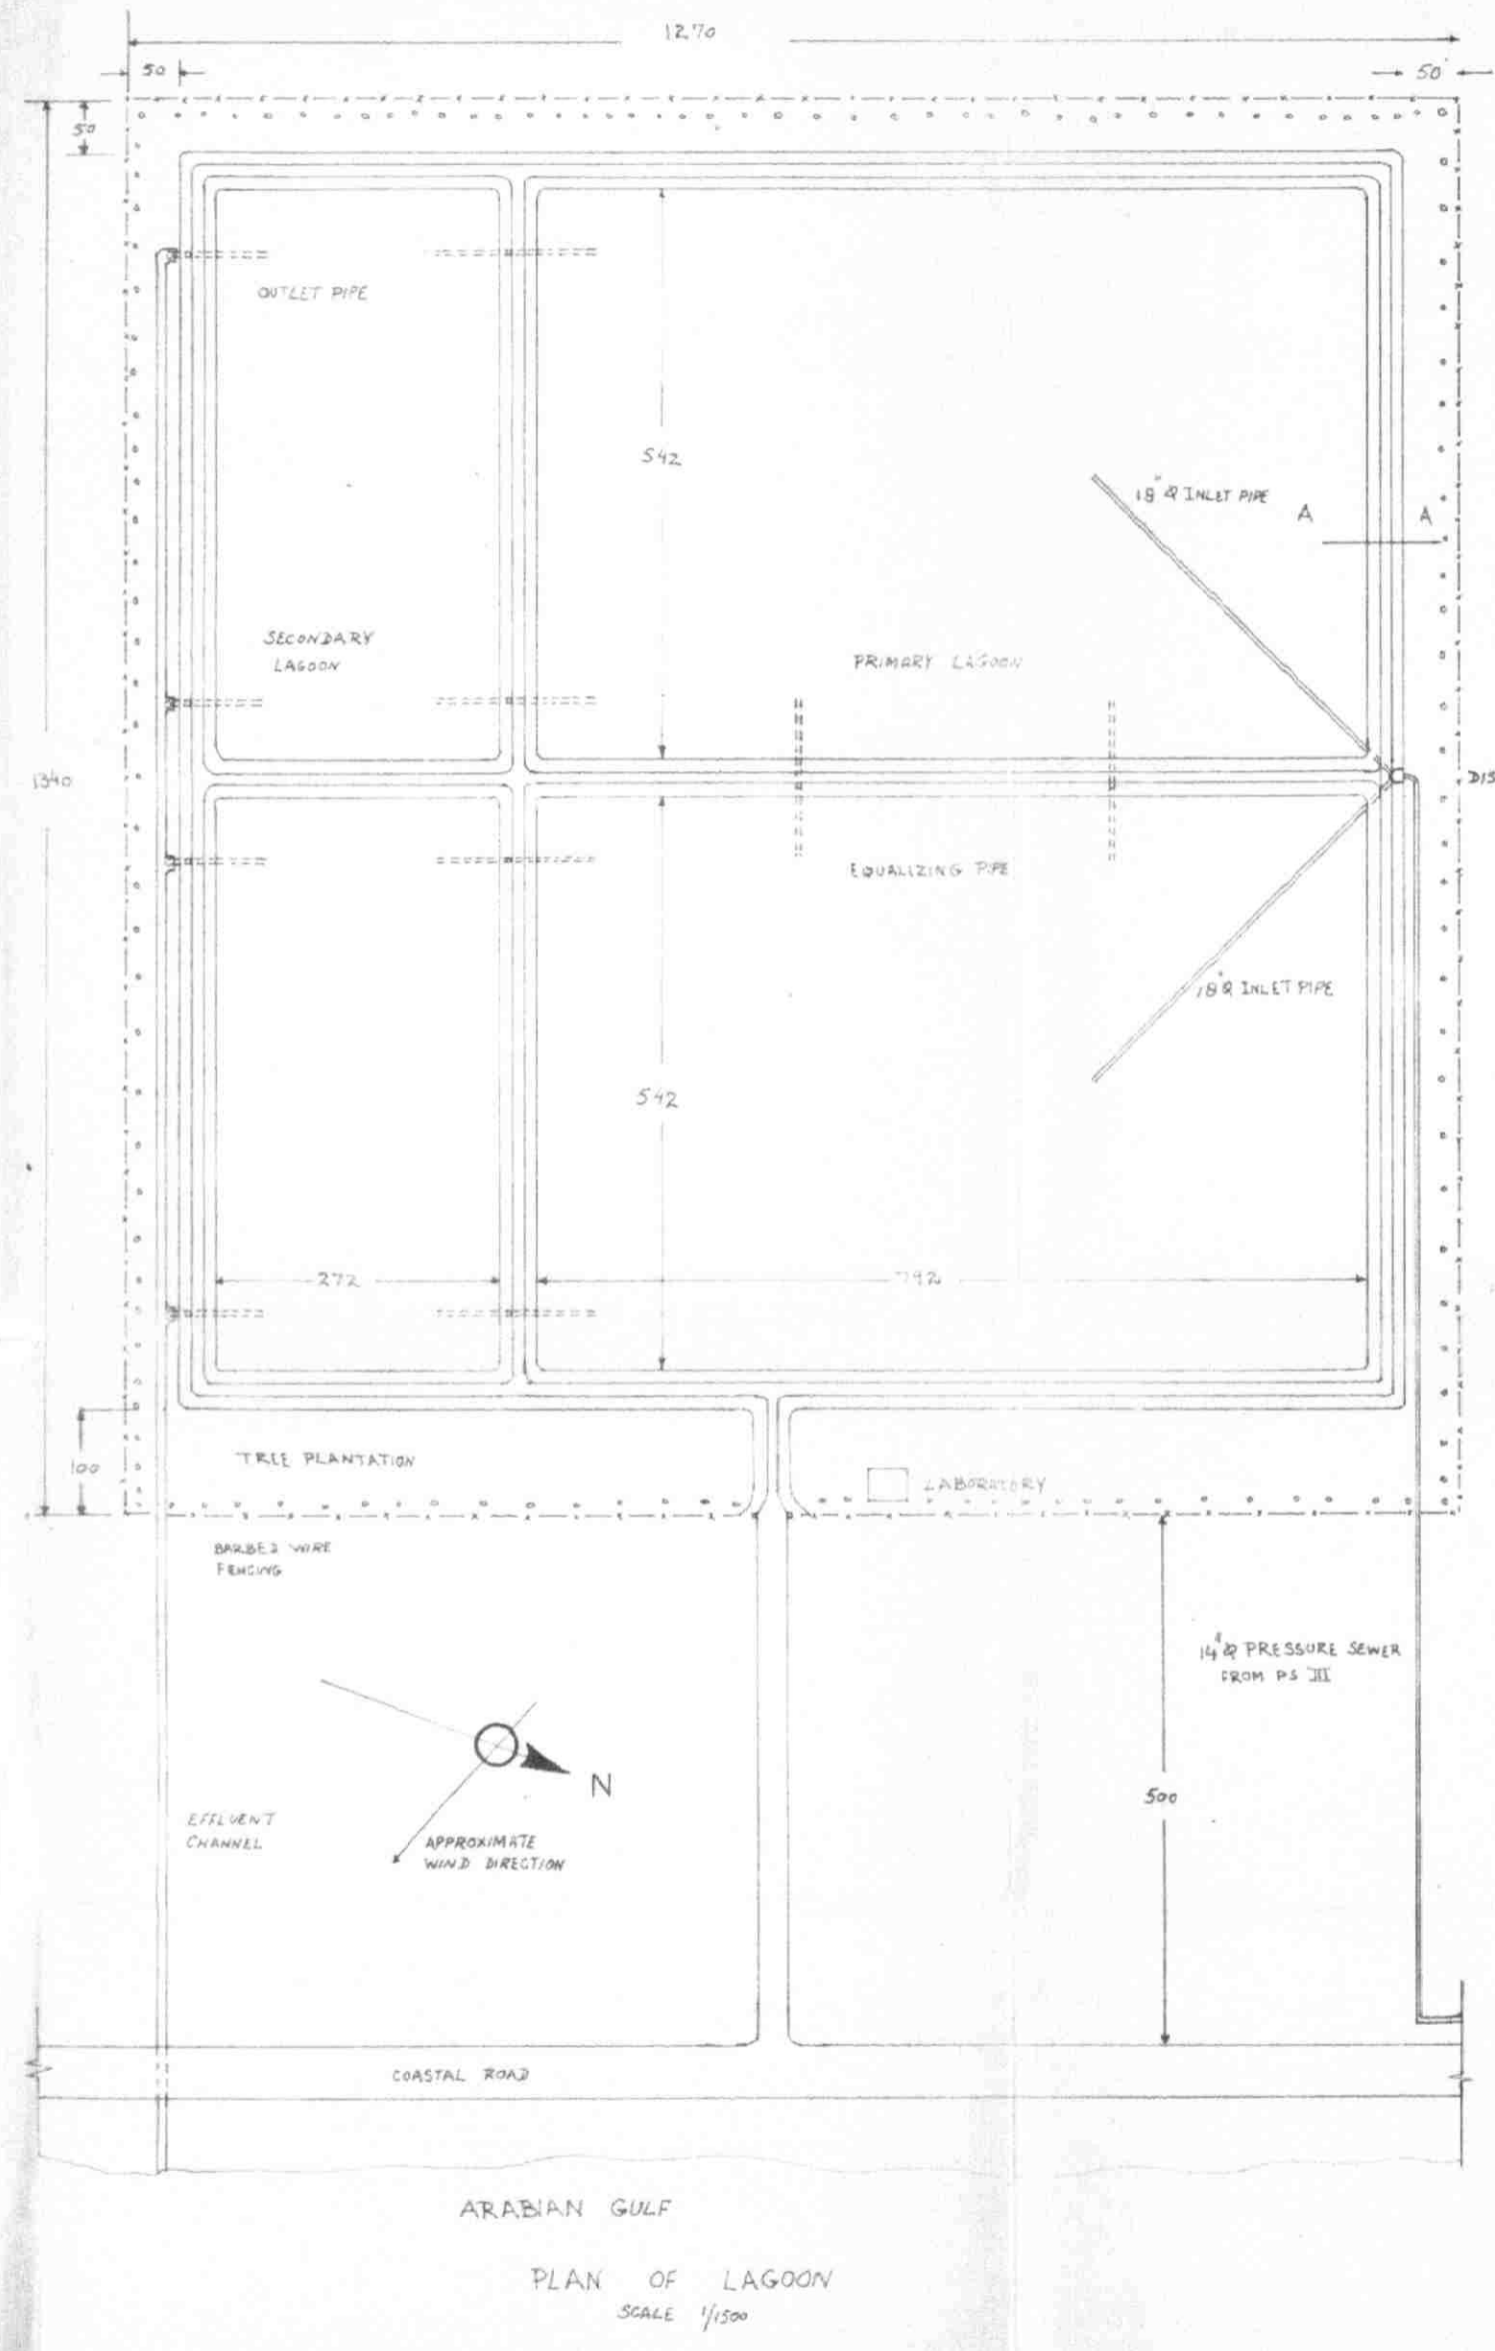 1270
50
50'
50
OUTLET PIPE
542
18"Ø INLET PIPE
A
A
SECONDARY
LAGOON
PRIMARY LAGOON
1340
DIS
EQUALIZING PIPE
18"Ø INLET PIPE
542
272
792
TREE PLANTATION
100
LABORATORY
BARBED WIRE
FENCING
14"Ø PRESSURE SEWER
FROM PS III
N
500
EFFLUENT
CHANNEL
APPROXIMATE
WIND DIRECTION
COASTAL ROAD
ARABIAN GULF
PLAN OF LAGOON
SCALE 1/1500